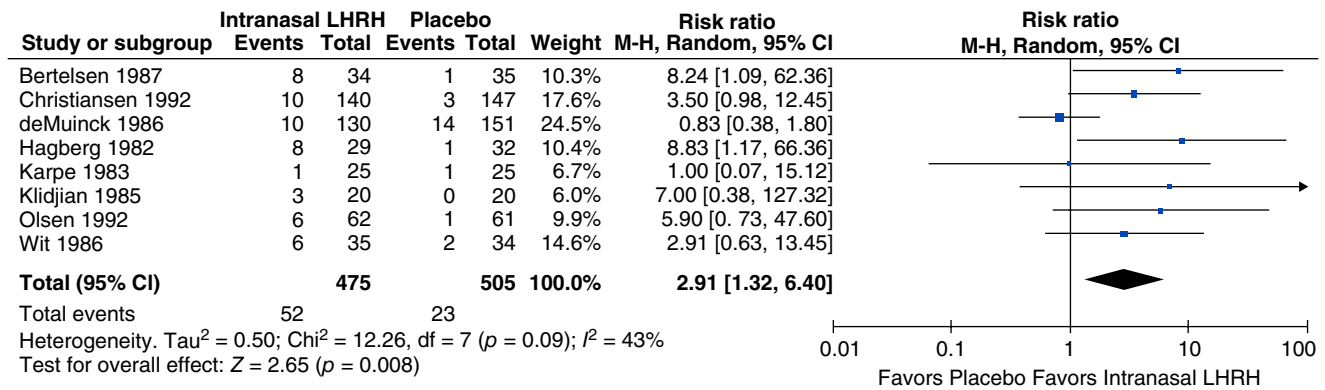 Intranasal LHRH Placebo Risk ratio Risk ratio
Study or subgroup Events Total Events Total Weight M-H, Random, 95% CI M-H, Random, 95% CI
Bertelsen 1987 8 34 1 35 10.3% 8.24 [1.09, 62.36]
Christiansen 1992 10 140 3 147 17.6% 3.50 [0.98, 12.45]
deMuinck 1986 10 130 14 151 24.5% 0.83 [0.38, 1.80]
Hagberg 1982 8 29 1 32 10.4% 8.83 [1.17, 66.36]
Karpe 1983 1 25 1 25 6.7% 1.00 [0.07, 15.12]
Klidjian 1985 3 20 0 20 6.0% 7.00 [0.38, 127.32]
Olsen 1992 6 62 1 61 9.9% 5.90 [0. 73, 47.60]
Wit 1986 6 35 2 34 14.6% 2.91 [0.63, 13.45]
Total (95% CI) 475 505 100.0% 2.91 [1.32, 6.40]
Total events 52 23
Heterogeneity. Tau² = 0.50; Chi² = 12.26, df = 7 (p = 0.09); I² = 43%
Test for overall effect: Z = 2.65 (p = 0.008)
0.01 0.1 1 10 100
Favors Placebo Favors Intranasal LHRH